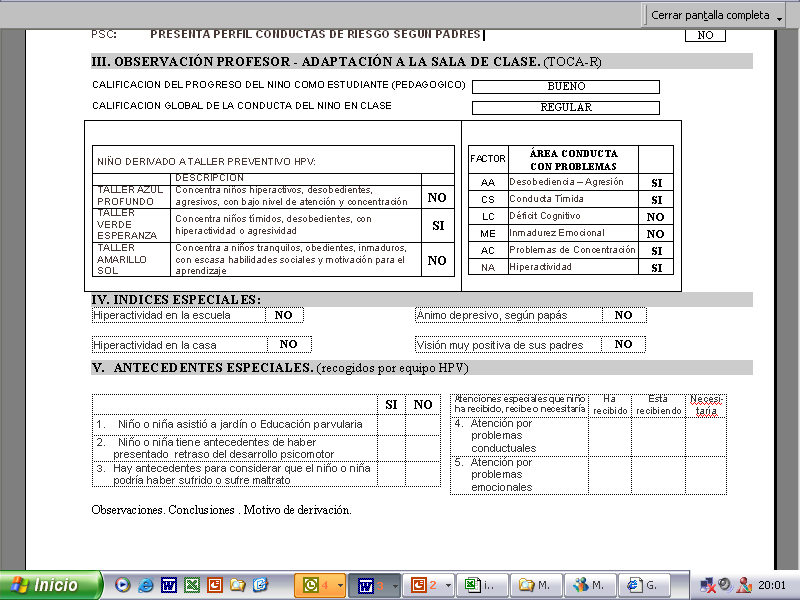 Cerrar pantalla completa
PSC: PRESENTA PERFIL CONDUCTAS DE RIESGO SEGÚN PADRES
NO
III. OBSERVACIÓN PROFESOR - ADAPTACIÓN A LA SALA DE CLASE. (TOCA-R)
CALIFICACION DEL PROGRESO DEL NINO COMO ESTUDIANTE (PEDAGOGICO) BUENO
CALIFICACION GLOBAL DE LA CONDUCTA DEL NINO EN CLASE REGULAR
NIÑO DERIVADO A TALLER PREVENTIVO HPV:
DESCRIPCION
TALLER AZUL
PROFUNDO
Concentra niños hiperactivos, desobedientes,
agresivos, con bajo nivel de atención y concentración
NO
TALLER
VERDE
ESPERANZA
Concentra niños tímidos, desobedientes, con
hiperactividad o agresividad
SI
TALLER
AMARILLO
SOL
Concentra a niños tranquilos, obedientes, inmaduros,
con escasa habilidades sociales y motivación para el
aprendizaje
NO
FACTOR
ÁREA CONDUCTA
CON PROBLEMAS
AA Desobediencia – Agresión SI
CS Conducta Tímida SI
LC Déficit Cognitivo NO
ME Inmadurez Emocional NO
AC Problemas de Concentración SI
NA Hiperactividad SI
IV. INDICES ESPECIALES:
Hiperactividad en la escuela NO
Ánimo depresivo, según papás NO
Hiperactividad en la casa NO
Visión muy positiva de sus padres NO
V. ANTECEDENTES ESPECIALES. (recogidos por equipo HPV)
SI NO
1. Niño o niña asistió a jardín o Educación parvularia
2. Niño o niña tiene antecedentes de haber
presentado retraso del desarrollo psicomotor
3. Hay antecedentes para considerar que el niño o niña
podría haber sufrido o sufre maltrato
Atenciones especiales que niño
ha recibido, recibe o necesitaría
Ha
recibido
Está
recibiendo
Necesi-
taría
4. Atención por
problemas
conductuales
5. Atención por
problemas
emocionales
Observaciones. Conclusiones . Motivo de derivación.
Inicio
4
3
2
i..
M.
M.
G.
20:01